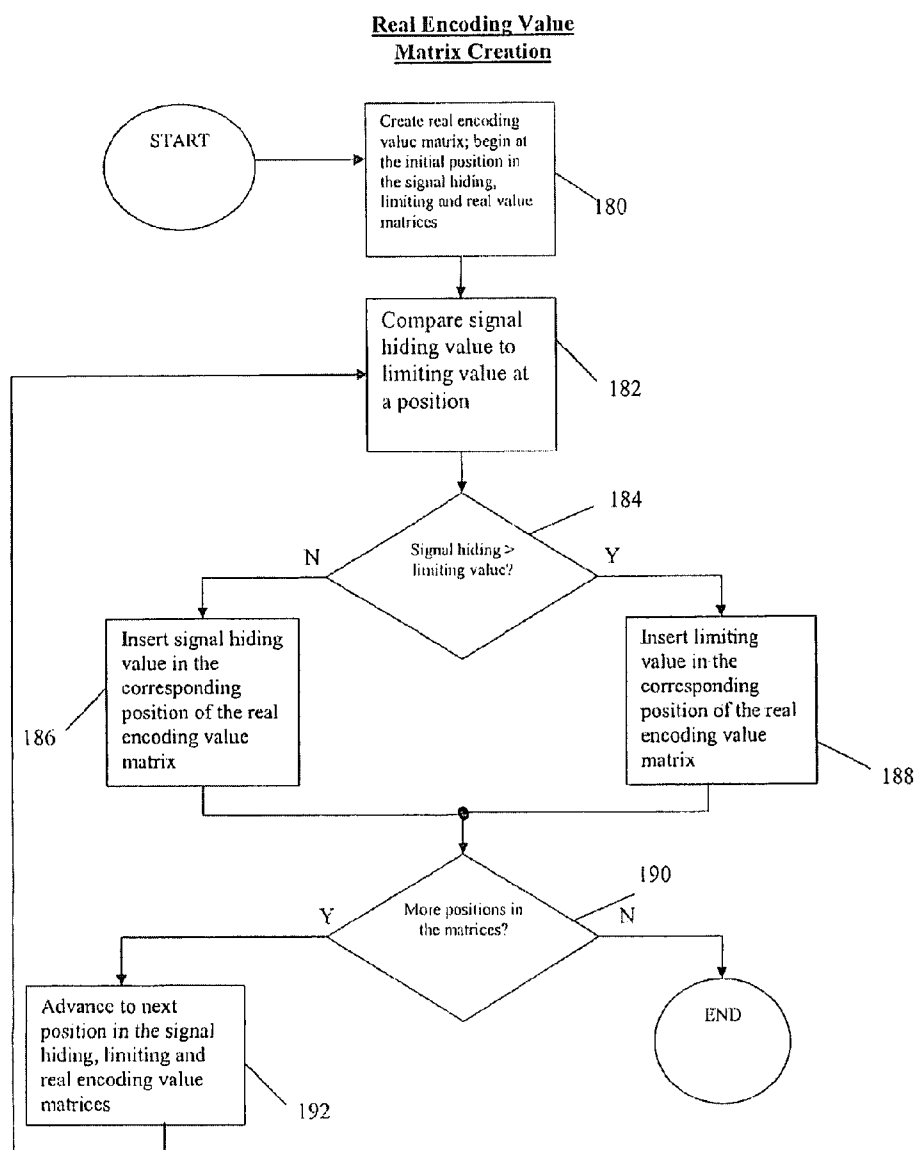 Real Encoding Value
Matrix Creation
START
Create real encoding
value matrix; begin at
the initial position in
the signal hiding,
limiting and real value
matrices
180
Compare signal
hiding value to
limiting value at
a position
182
184
Signal hiding >
limiting value?
N
Y
Insert signal hiding
value in the
corresponding
position of the real
encoding value
matrix
186
Insert limiting
value in the
corresponding
position of the real
encoding value
matrix
188
190
More positions in
the matrices?
Y
N
Advance to next
position in the signal
hiding, limiting and
real encoding value
matrices
192
END